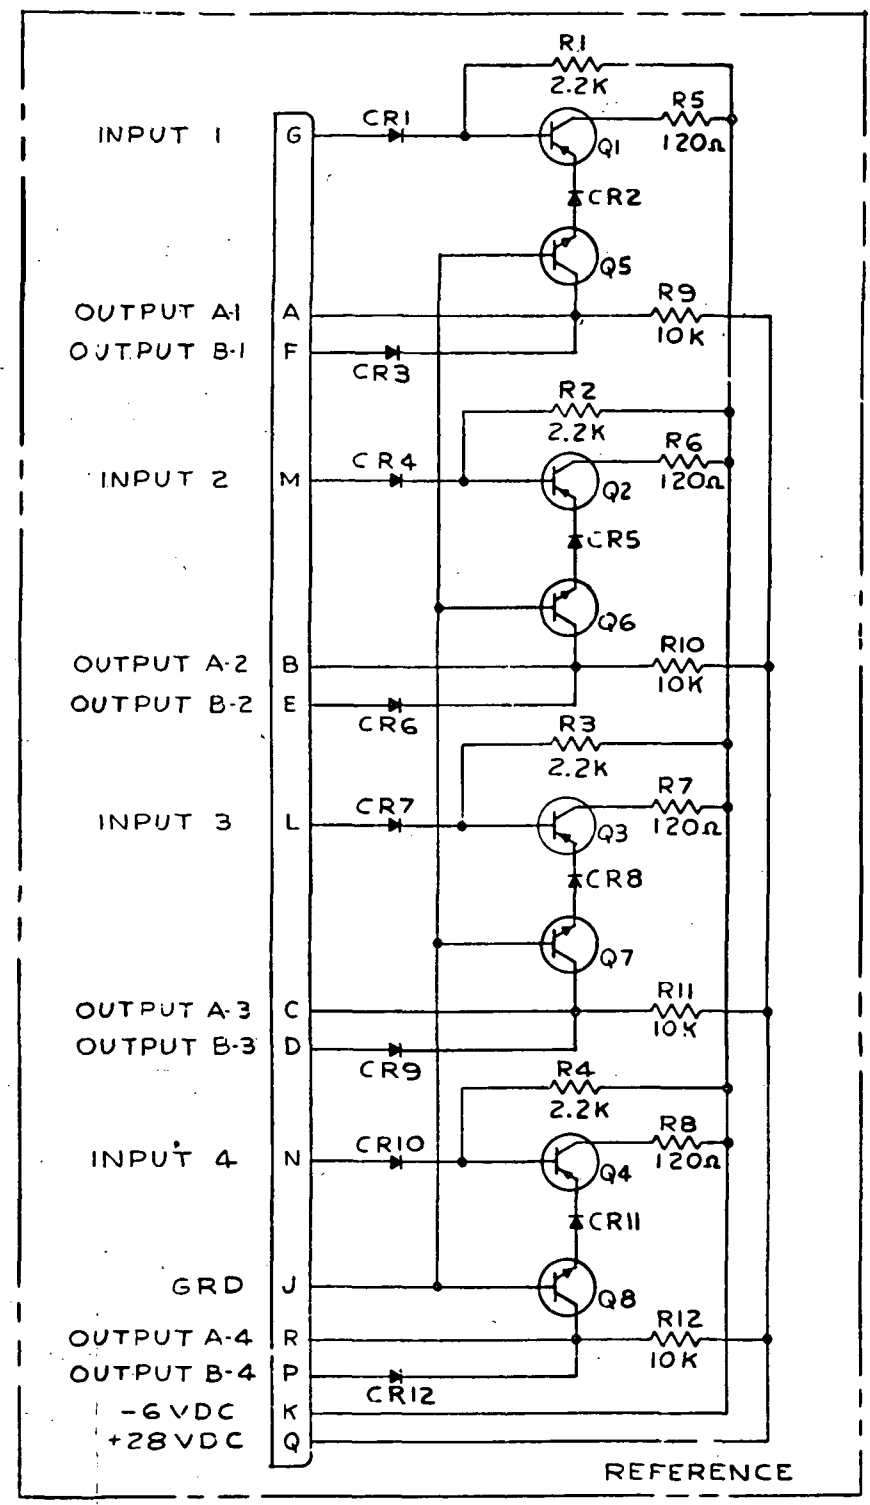 R1
2.2K
CR1
R5
INPUT 1 G
Q1
120Ω
CR2
Q5
R9
OUTPUT A-1 A
10K
OUTPUT B-1 F
CR3
R2
2.2K
R6
CR4
INPUT 2 M
Q2
120Ω
CR5
Q6
R10
OUTPUT A-2 B
10K
OUTPUT B-2 E
CR6
R3
2.2K
R7
CR7
INPUT 3 L
Q3
120Ω
CR8
Q7
R11
OUTPUT A-3 C
10K
OUTPUT B-3 D
CR9
R4
2.2K
R8
CR10
INPUT 4 N
Q4
120Ω
CR11
GRD J
Q8
R12
OUTPUT A-4 R
10K
OUTPUT B-4 P
CR12
-6VDC K
+28VDC Q
REFERENCE